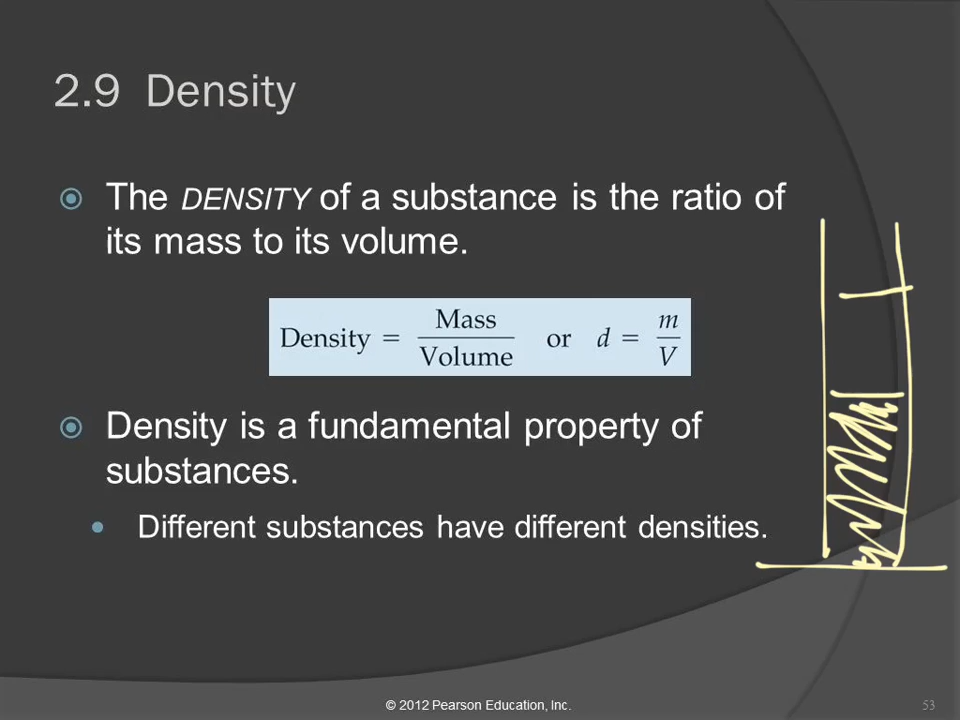 2.9 Density
The DENSITY of a substance is the ratio of
its mass to its volume.
Density = Mass / Volume or d = m / V
Density is a fundamental property of
substances.
Different substances have different densities.
© 2012 Pearson Education, Inc. 53